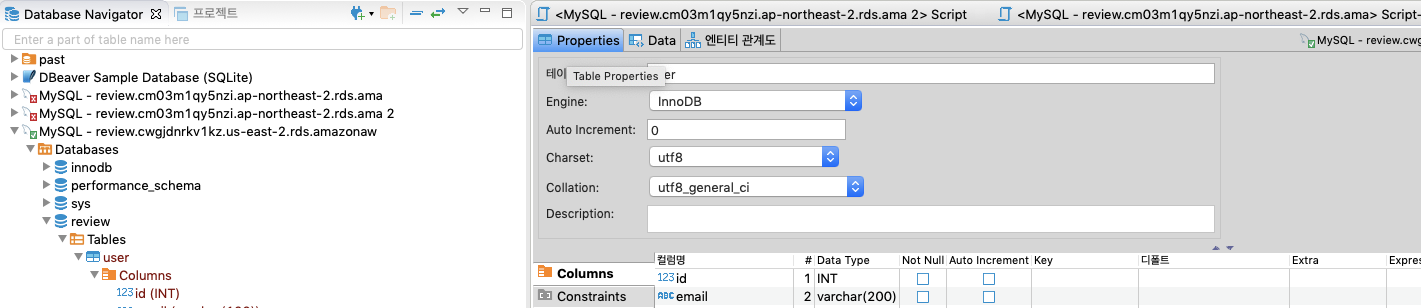 Database Navigator
프로젝트
Enter a part of table name here
past
DBeaver Sample Database (SQLite)
MySQL - review.cm03m1qy5nzi.ap-northeast-2.rds.ama
MySQL - review.cm03m1qy5nzi.ap-northeast-2.rds.ama 2
MySQL - review.cwgjdnrkv1kz.us-east-2.rds.amazonaw
Databases
innodb
performance_schema
sys
review
Tables
user
Columns
id (INT)
<MySQL - review.cm03m1qy5nzi.ap-northeast-2.rds.ama 2> Script
<MySQL - review.cm03m1qy5nzi.ap-northeast-2.rds.ama> Script-
Properties
Data
엔티티 관계도
MySQL - review.cwg
테이
Table Properties
er
Engine:
InnoDB
Auto Increment:
0
Charset:
utf8
Collation:
utf8_general_ci
Description:
Columns
Constraints
컬럼명 # Data Type Not Null Auto Increment Key 디폴트 Extra Expre
123 id 1 INT
ABC email 2 varchar(200)